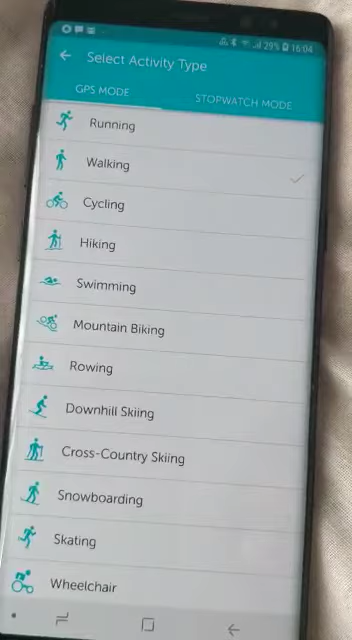 29% 16:04
Select Activity Type
GPS MODE
STOPWATCH MODE
Running
Walking
Cycling
Hiking
Swimming
Mountain Biking
Rowing
Downhill Skiing
Cross-Country Skiing
Snowboarding
Skating
Wheelchair